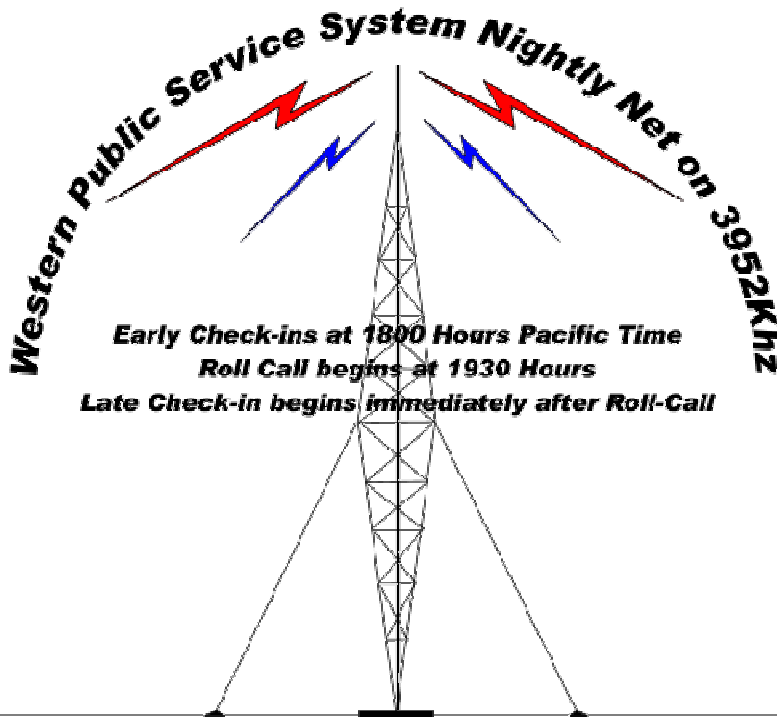 Western Public Service System Nightly Net on 3952Khz
Early Check-ins at 1800 Hours Pacific Time
Roll Call begins at 1930 Hours
Late Check-in begins immediately after Roll-Call